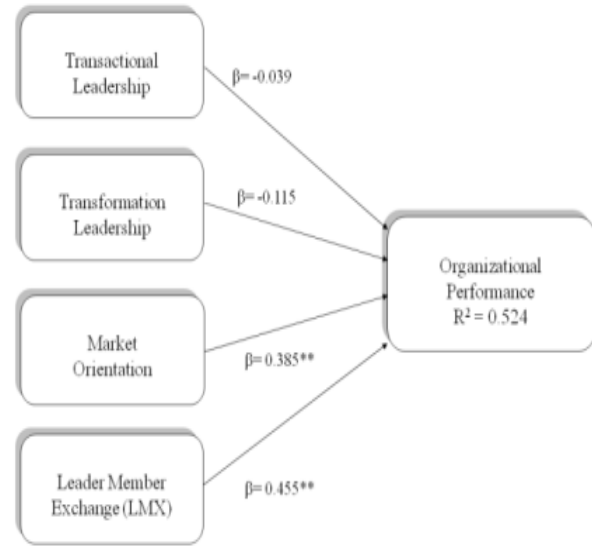 Transactional
Leadership
β= -0.039
Transformation
Leadership
β= -0.115
Organizational
Performance
R² = 0.524
Market
Orientation
β= 0.385**
Leader Member
Exchange (LMX)
β= 0.455**